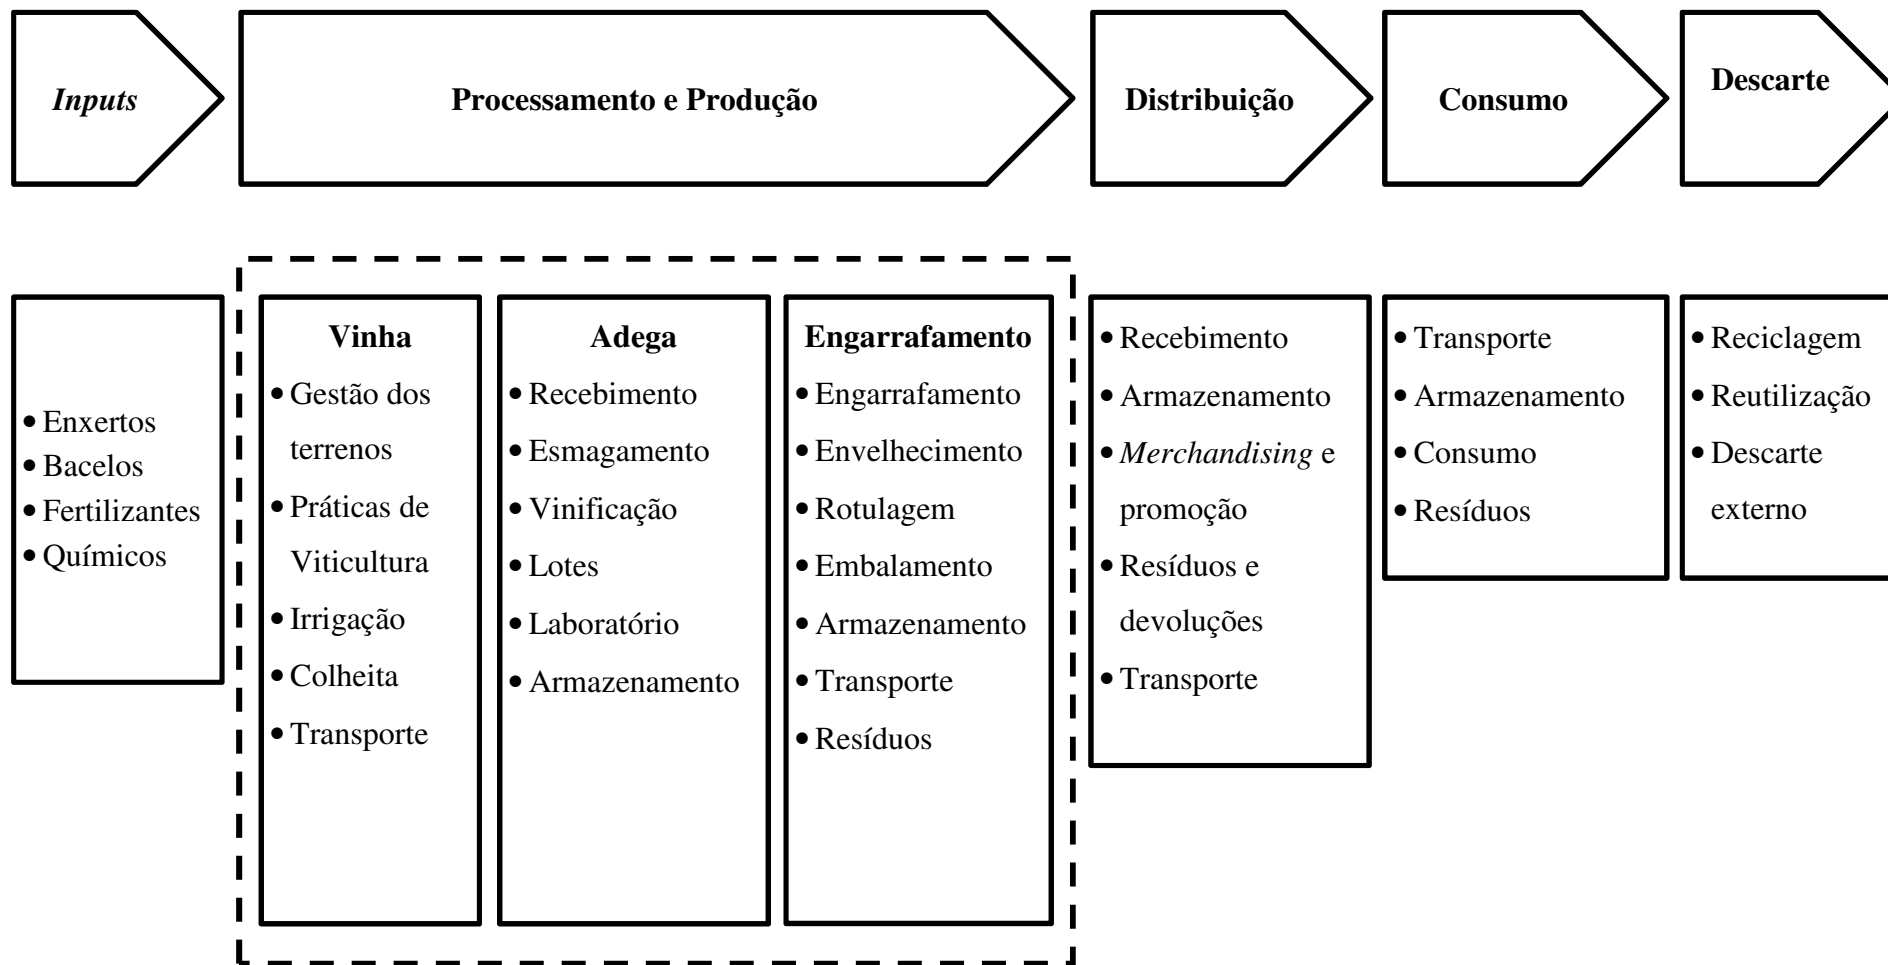 Inputs
Processamento e Produção
Distribuição
Consumo
Descarte
• Enxertos
• Bacelos
• Fertilizantes
• Químicos
Vinha
• Gestão dos
terrenos
• Práticas de
Viticultura
• Irrigação
• Colheita
• Transporte
Adega
• Recebimento
• Esmagamento
• Vinificação
• Lotes
• Laboratório
• Armazenamento
Engarrafamento
• Engarrafamento
• Envelhecimento
• Rotulagem
• Embalamento
• Armazenamento
• Transporte
• Resíduos
• Recebimento
• Armazenamento
• Merchandising e
promoção
• Resíduos e
devoluções
• Transporte
• Transporte
• Armazenamento
• Consumo
• Resíduos
• Reciclagem
• Reutilização
• Descarte
externo